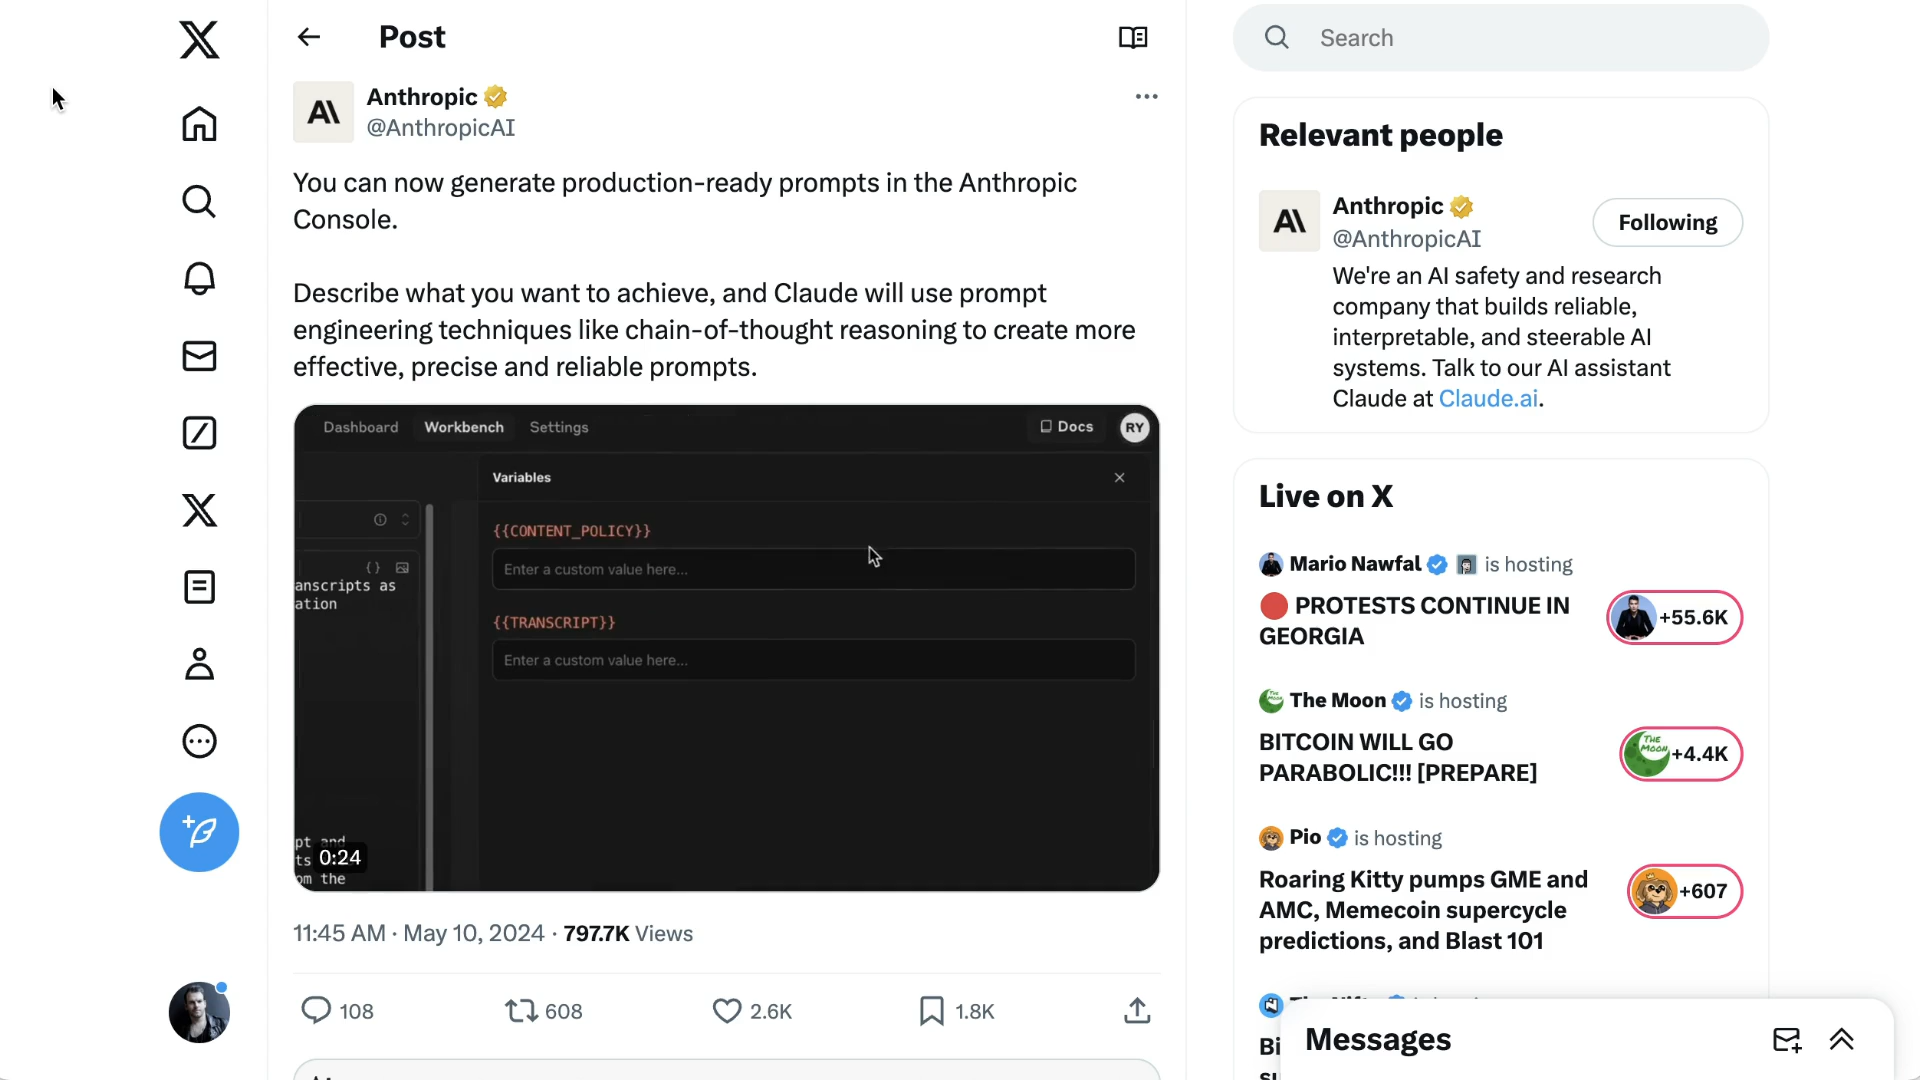 Post
Search
Anthropic
@AnthropicAI
You can now generate production-ready prompts in the Anthropic
Console.
Describe what you want to achieve, and Claude will use prompt
engineering techniques like chain-of-thought reasoning to create more
effective, precise and reliable prompts.
Dashboard Workbench Settings Docs RY
Variables
{{CONTENT_POLICY}}
Enter a custom value here...
{{TRANSCRIPT}}
Enter a custom value here...
{}
anscripts as
ation
pt and
ts
om the
0:24
11:45 AM · May 10, 2024 · 797.7K Views
108 608 2.6K 1.8K
Relevant people
Anthropic
@AnthropicAI
Following
We're an AI safety and research
company that builds reliable,
interpretable, and steerable AI
systems. Talk to our AI assistant
Claude at Claude.ai.
Live on X
Mario Nawfal is hosting
PROTESTS CONTINUE IN
GEORGIA
+55.6K
The Moon is hosting
BITCOIN WILL GO
PARABOLIC!!! [PREPARE]
THE MOON +4.4K
Pio is hosting
Roaring Kitty pumps GME and
AMC, Memecoin supercycle
predictions, and Blast 101
+607
Bi
Messages